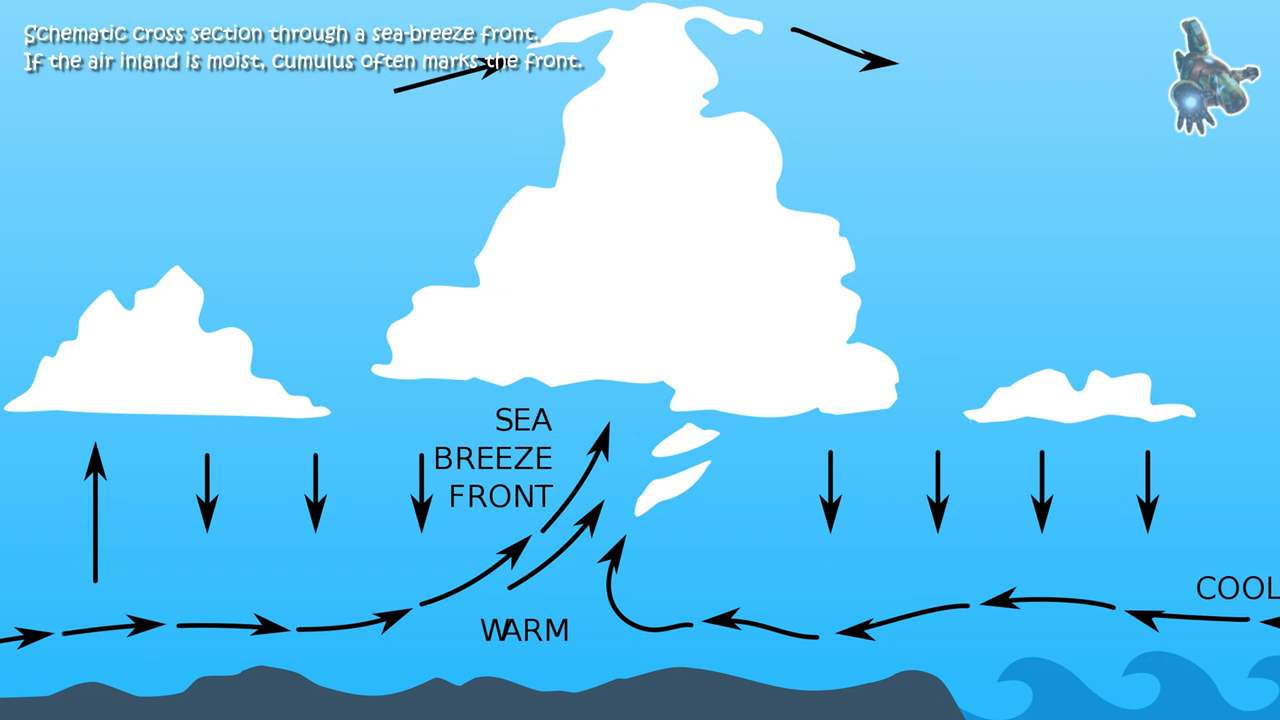 Schematic cross section through a sea-breeze front.
If the air inland is moist, cumulus often marks the front.
SEA
BREEZE
FRONT
COOL
WARM